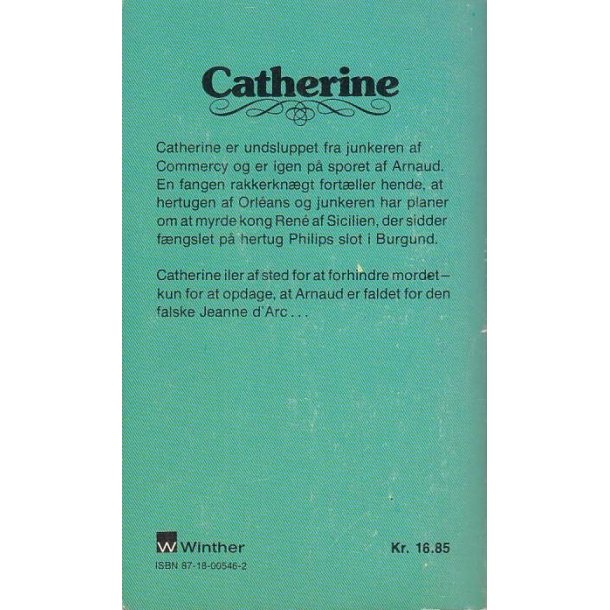 Catherine
Catherine er undsluppet fra junkeren af
Commercy og er igen på sporet af Arnaud.
En fangen rakkerknægt fortæller hende, at
hertugen af Orléans og junkeren har planer
om at myrde kong René af Sicilien, der sidder
fængslet på hertug Philips slot i Burgund.
Catherine iler af sted for at forhindre mordet–
kun for at opdage, at Arnaud er faldet for den
falske Jeanne d'Arc . . .
W Winther
Kr. 16.85
ISBN 87-18-00546-2